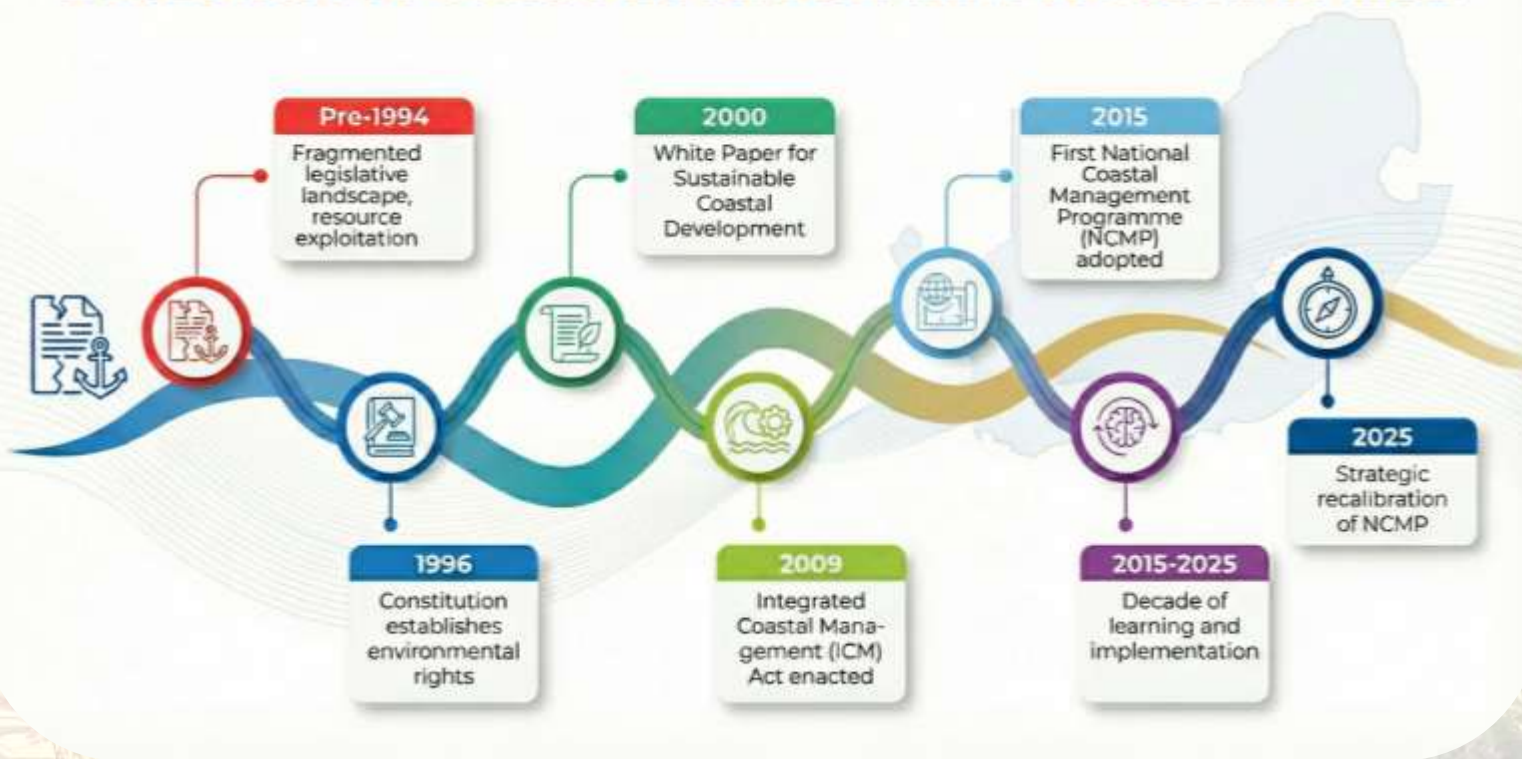 Pre-1994
Fragmented
legislative
landscape,
resource
exploitation
1996
Constitution
establishes
environmental
rights
2000
White Paper for
Sustainable
Coastal
Development
2009
Integrated
Coastal Mana-
gement (ICM)
Act enacted
2015
First National
Coastal
Management
Programme
(NCMP)
adopted
2015-2025
Decade of
learning and
implementation
2025
Strategic
recalibration
of NCMP